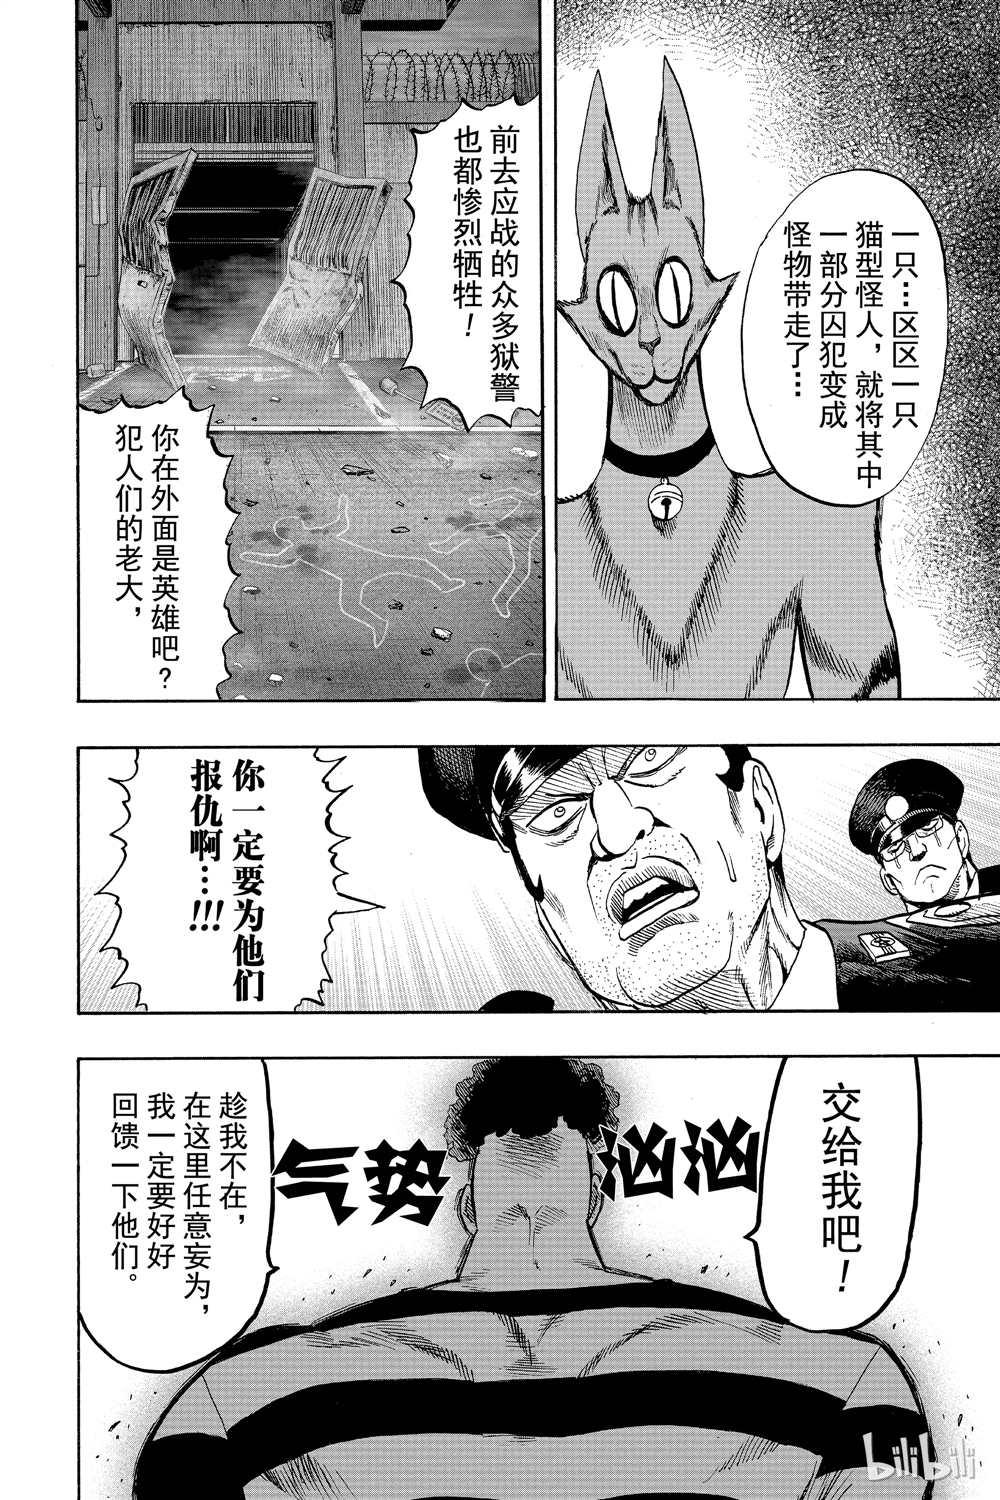 一只…区区一只
猫型怪人，就将其中
一部分囚犯变成
怪物带走了…
前去应战的众多狱警
也都惨烈牺牲！
你在外面是英雄吧？
犯人们的老大，
你一定要为他们
报仇啊…!!!
交给我吧！
气势
汹汹
趁我不在，
在这里任意妄为，
我一定要好好
回馈一下他们。
bilibili